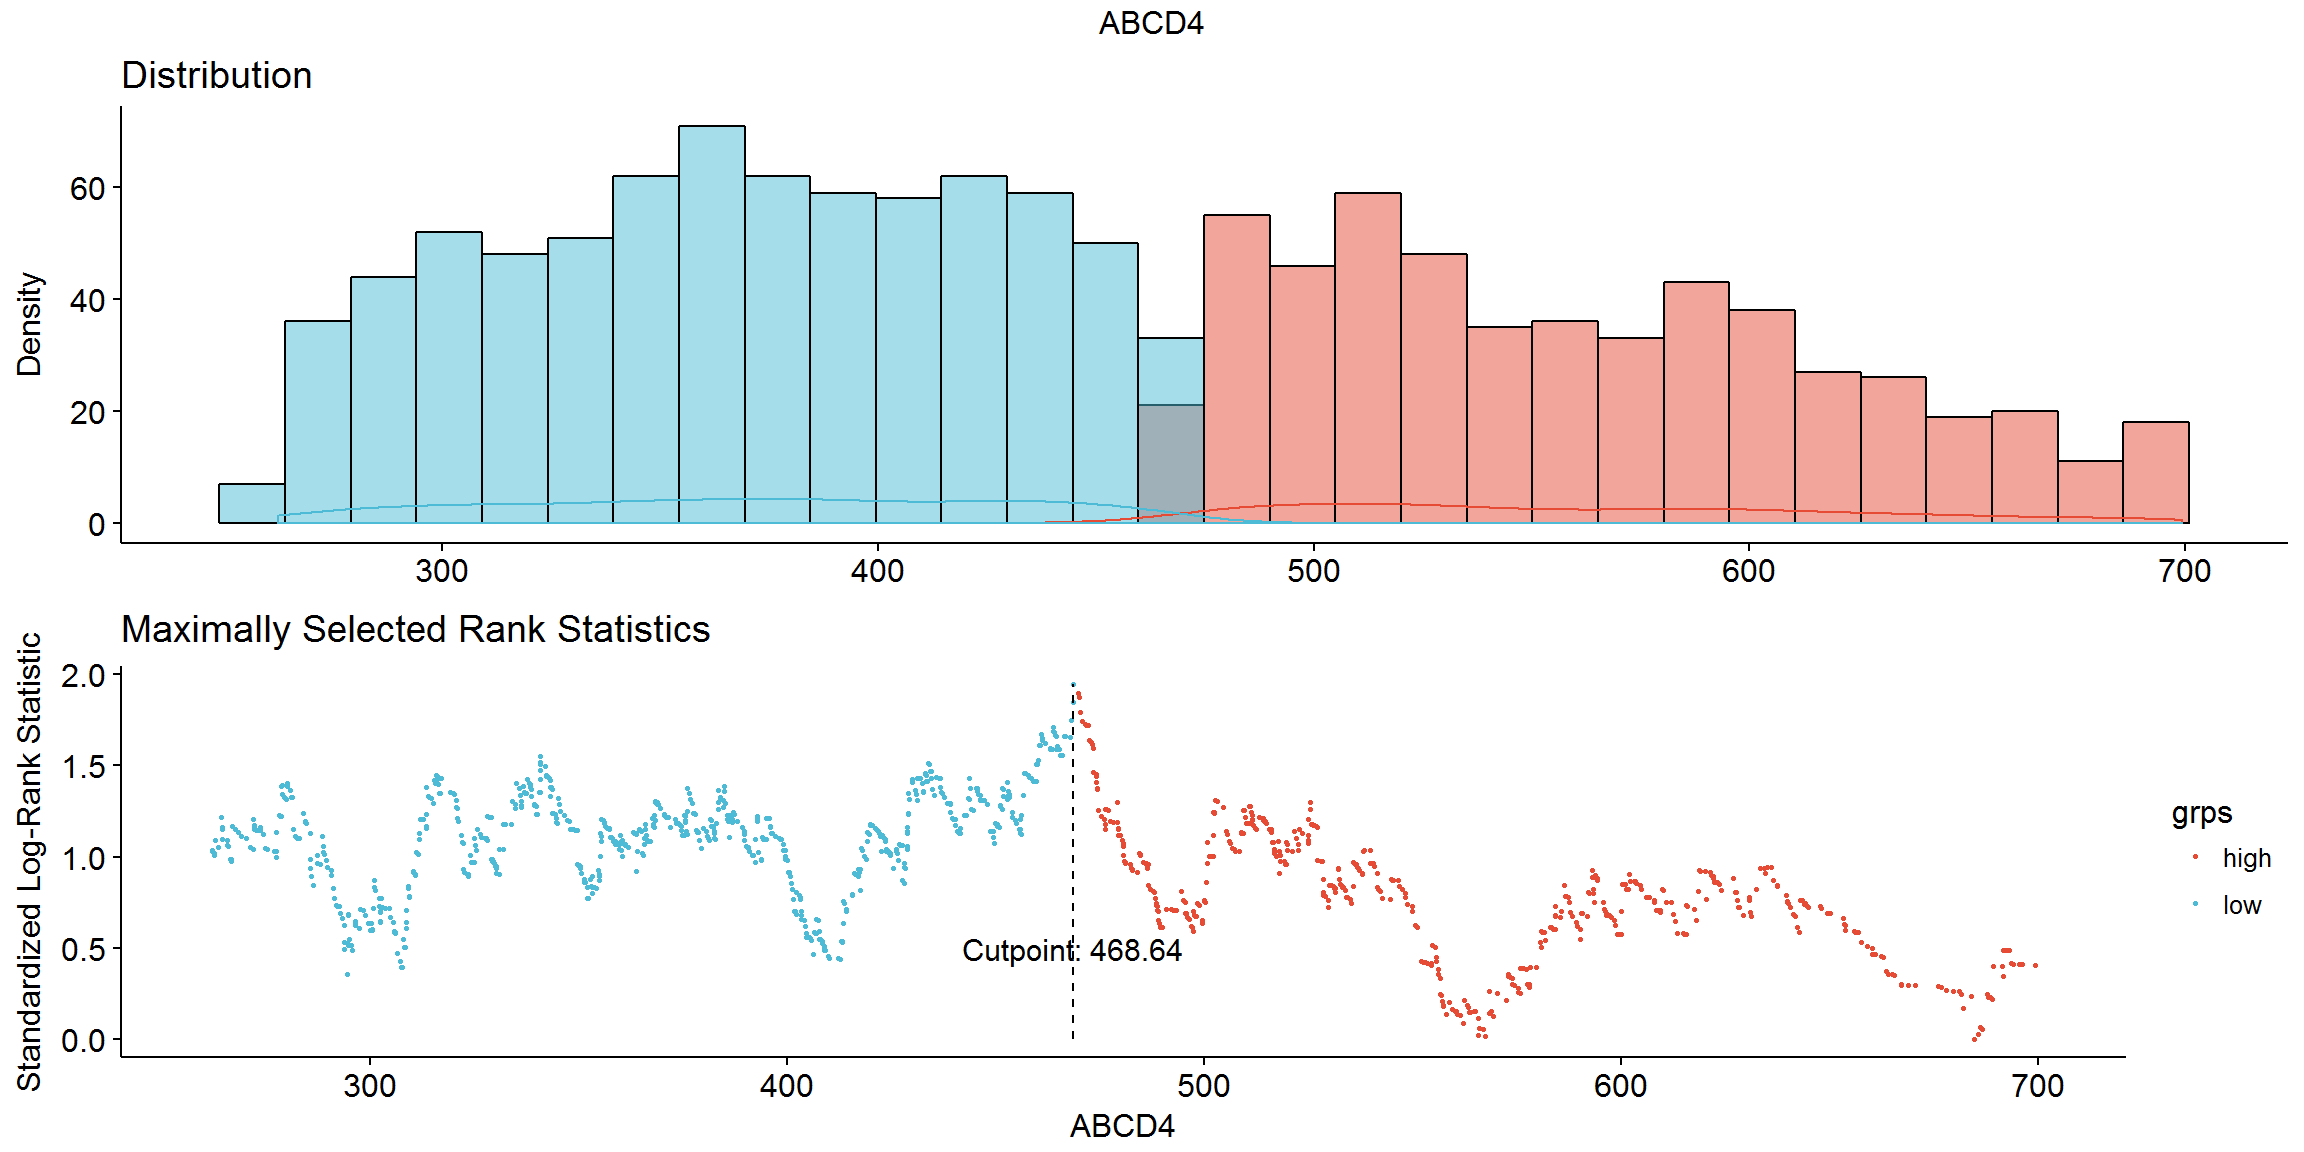 ABCD4
Distribution
Density
60
40
20
0
300 400 500 600 700
Maximally Selected Rank Statistics
Standardized Log-Rank Statistic
2.0
1.5
1.0
0.5
0.0
Cutpoint: 468.64
300 400 500 600 700
ABCD4
grps
high
low